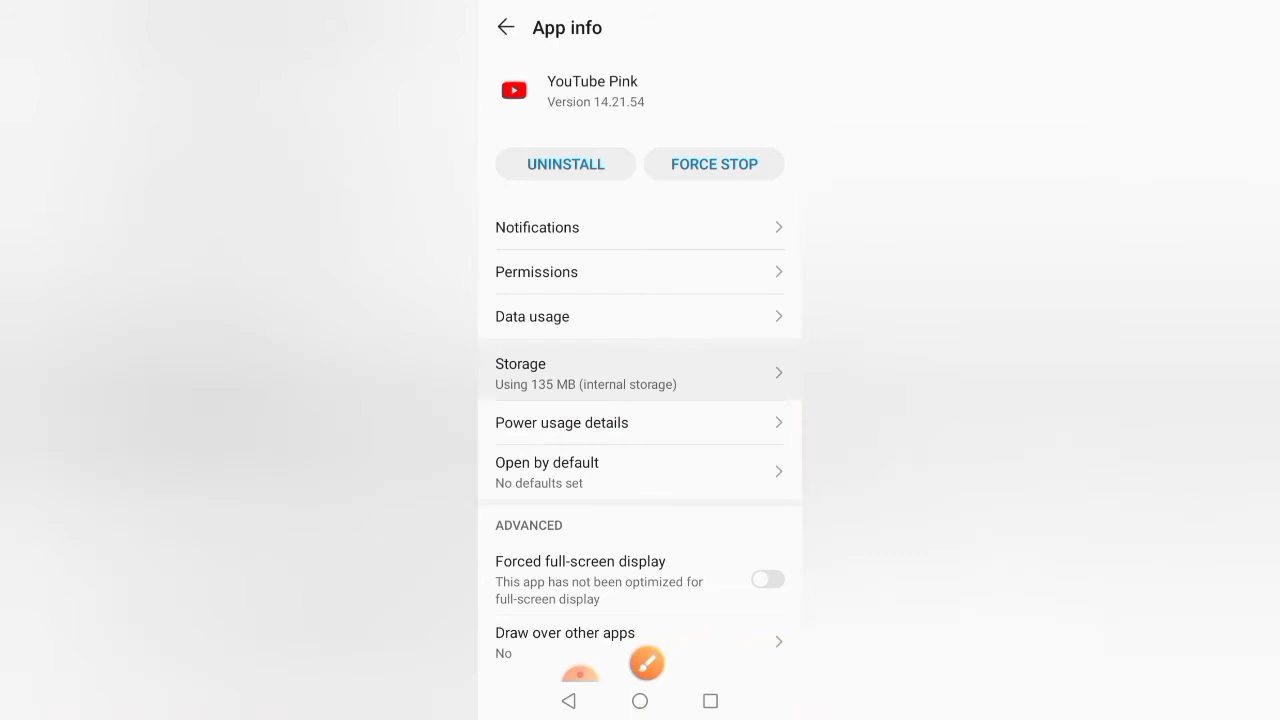 App info
YouTube Pink
Version 14.21.54
UNINSTALL
FORCE STOP
Notifications
Permissions
Data usage
Storage
Using 135 MB (internal storage)
Power usage details
Open by default
No defaults set
ADVANCED
Forced full-screen display
This app has not been optimized for
full-screen display
Draw over other apps
No